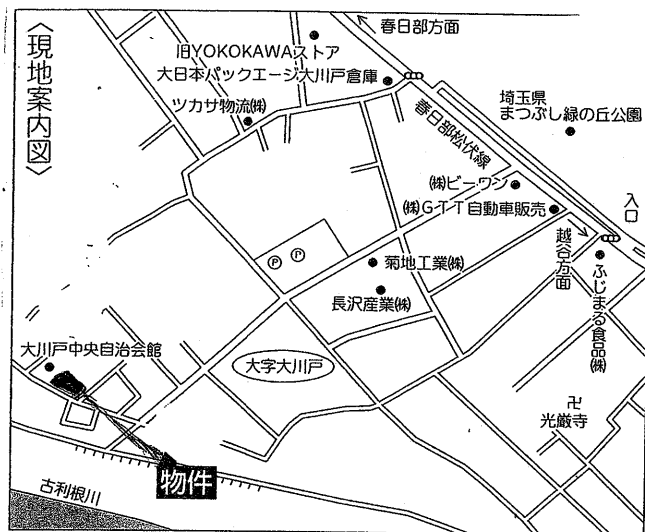 〈現地案内図〉
春日部方面
旧YOKOKAWAストア
大日本パックエージ大川戸倉庫
ツカサ物流㈱
春日部松伏線
埼玉県
まつぶし緑の丘公園
㈱ビーワン
㈱GTT自動車販売
入口
越谷方面
ふじまる食品㈱
Ⓟ Ⓟ
菊地工業㈱
長沢産業㈱
大川戸中央自治会館
大字大川戸
卍
光厳寺
物件
古利根川